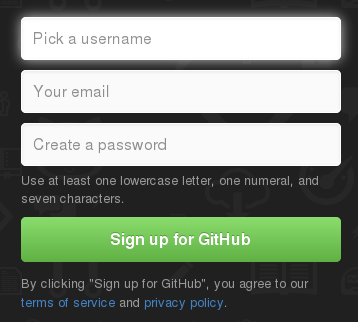 Pick a username
Your email
Create a password
Use at least one lowercase letter, one numeral, and
seven characters.
Sign up for GitHub
By clicking "Sign up for GitHub", you agree to our
terms of service and privacy policy.